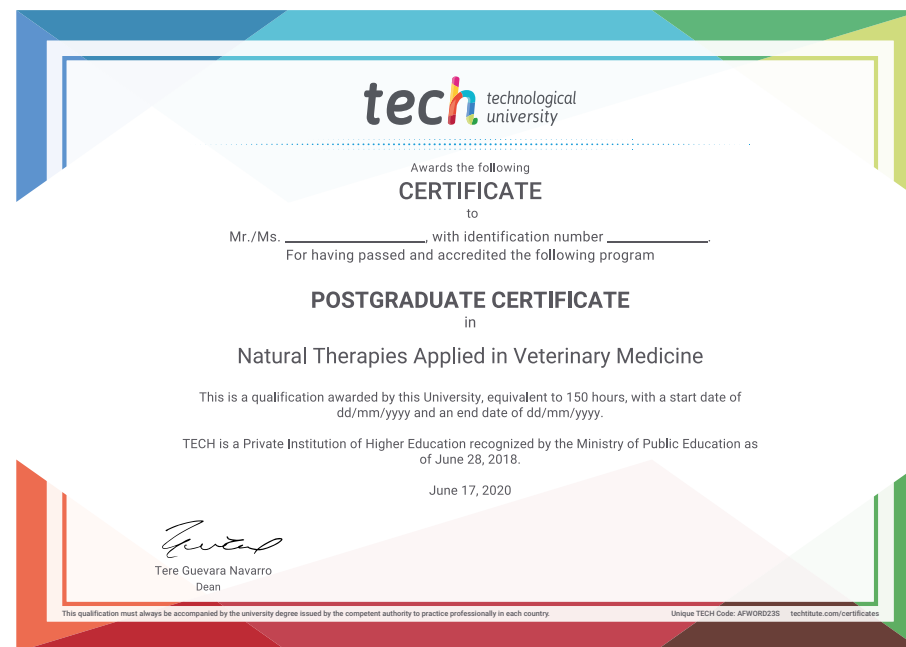 tech technological
university
Awards the following
CERTIFICATE
to
Mr./Ms. ____________________, with identification number __________________.
For having passed and accredited the following program
POSTGRADUATE CERTIFICATE
in
Natural Therapies Applied in Veterinary Medicine
This is a qualification awarded by this University, equivalent to 150 hours, with a start date of
dd/mm/yyyy and an end date of dd/mm/yyyy.
TECH is a Private Institution of Higher Education recognized by the Ministry of Public Education as
of June 28, 2018.
June 17, 2020
Tere Guevara Navarro
Dean
This qualification must always be accompanied by the university degree issued by the competent authority to practice professionally in each country. Unique TECH Code: AFWORD23S techtitute.com/certificates